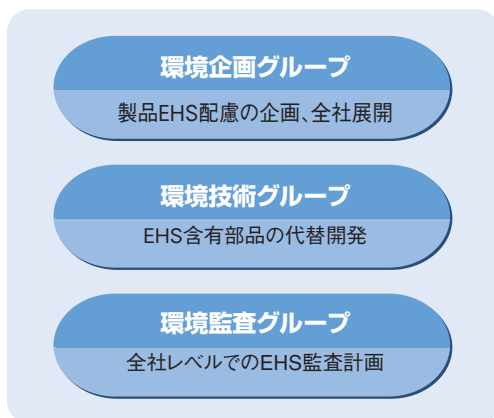 環境企画グループ
製品EHS配慮の企画、全社展開
環境技術グループ
EHS含有部品の代替開発
環境監査グループ
全社レベルでのEHS監査計画